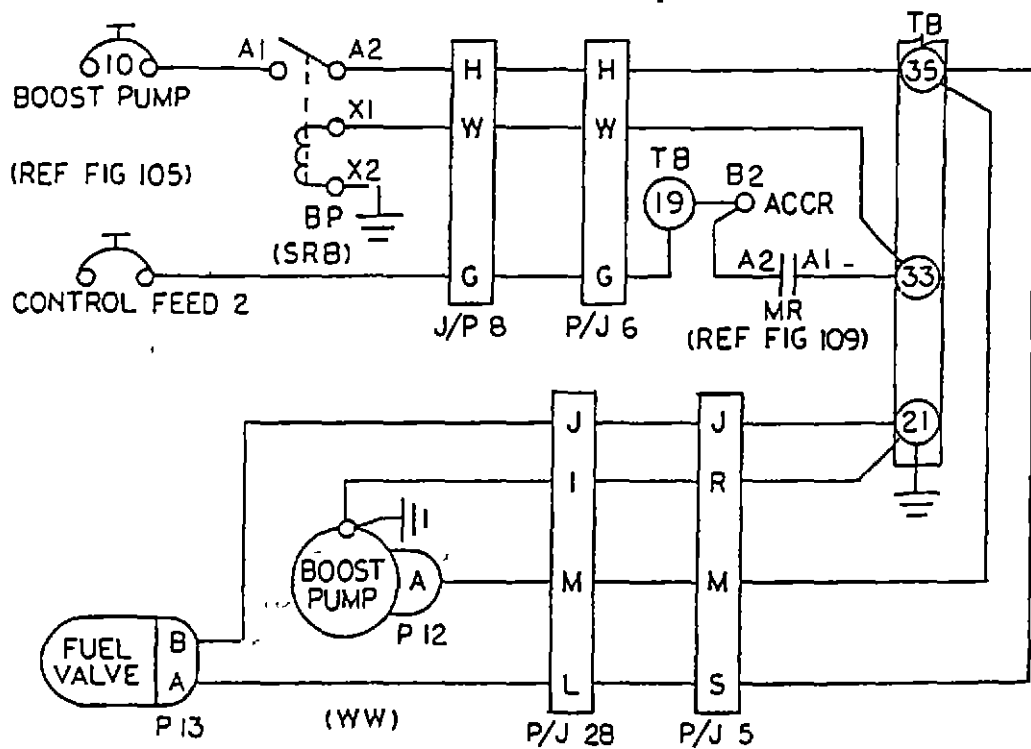 TB
10
A1
A2
H
H
35
BOOST PUMP
X1
W
W
(REF FIG 105)
X2
TB
B2
19
ACCR
BP
(SR8)
A2
A1
G
G
33
CONTROL FEED 2
MR
J/P 8
P/J 6
(REF FIG 109)
J
J
21
I
R
BOOST
PUMP
A
M
M
P 12
FUEL
VALVE
B
A
L
S
P 13
(WW)
P/J 28
P/J 5